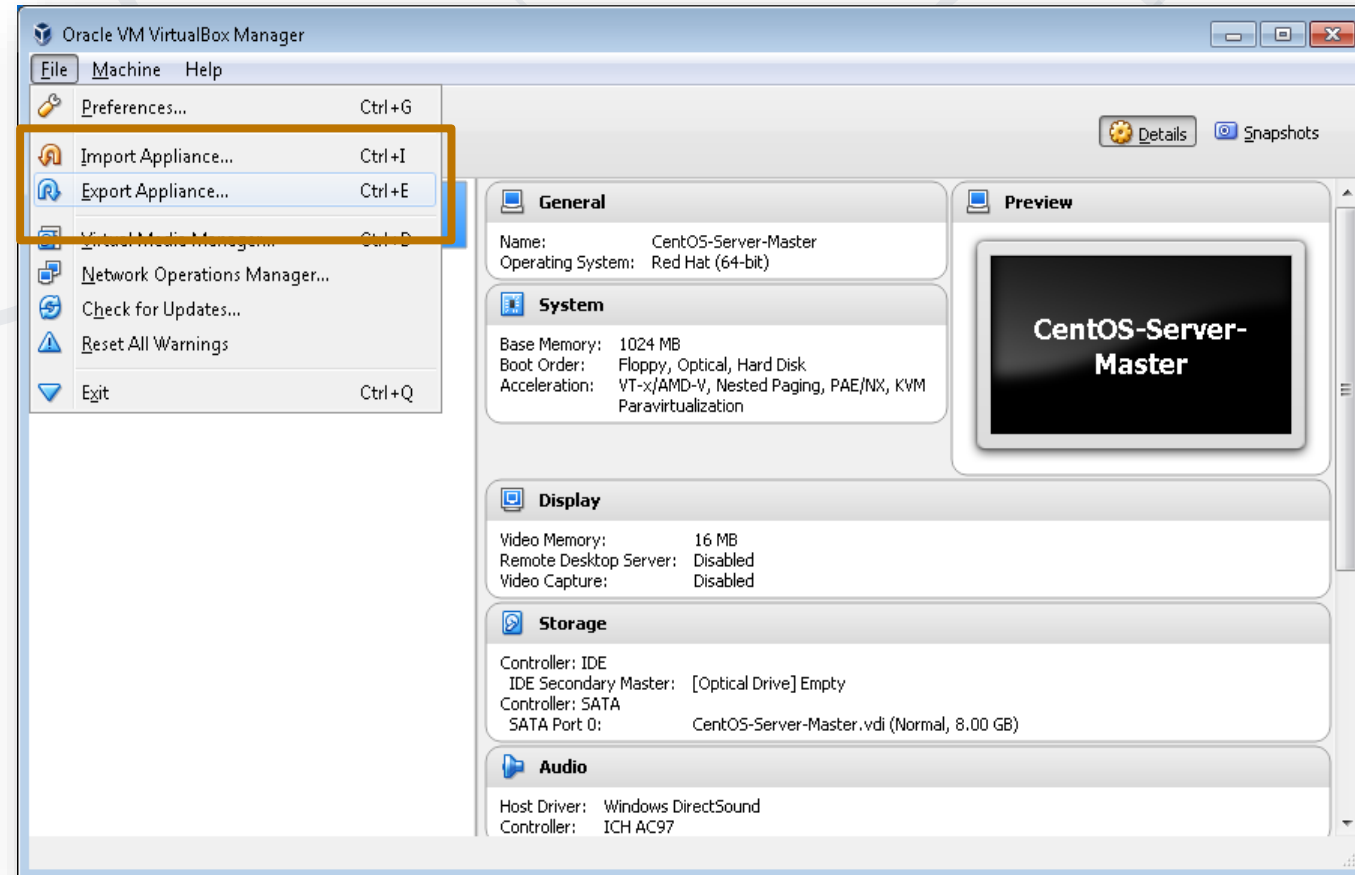 Oracle VM VirtualBox Manager
File Machine Help
Preferences... Ctrl+G
Import Appliance... Ctrl+I
Export Appliance... Ctrl+E
Virtual Media Manager... Ctrl+D
Network Operations Manager...
Check for Updates...
Reset All Warnings
Exit Ctrl+Q
Details Snapshots
General
Name: CentOS-Server-Master
Operating System: Red Hat (64-bit)
System
Base Memory: 1024 MB
Boot Order: Floppy, Optical, Hard Disk
Acceleration: VT-x/AMD-V, Nested Paging, PAE/NX, KVM
Paravirtualization
Preview
CentOS-Server-
Master
Display
Video Memory: 16 MB
Remote Desktop Server: Disabled
Video Capture: Disabled
Storage
Controller: IDE
IDE Secondary Master: [Optical Drive] Empty
Controller: SATA
SATA Port 0: CentOS-Server-Master.vdi (Normal, 8.00 GB)
Audio
Host Driver: Windows DirectSound
Controller: ICH AC97